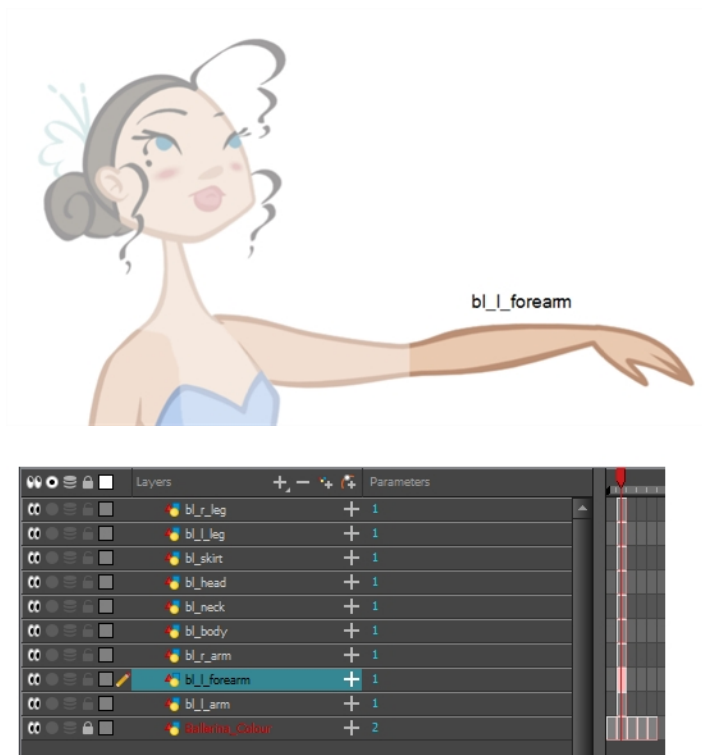 bl_l_forearm
Layers Parameters
bl_r_leg 1
bl_l_leg 1
bl_skirt 1
bl_head 1
bl_neck 1
bl_body 1
bl_r_arm 1
bl_l_forearm 1
bl_l_arm 1
Ballerina_Colour 2